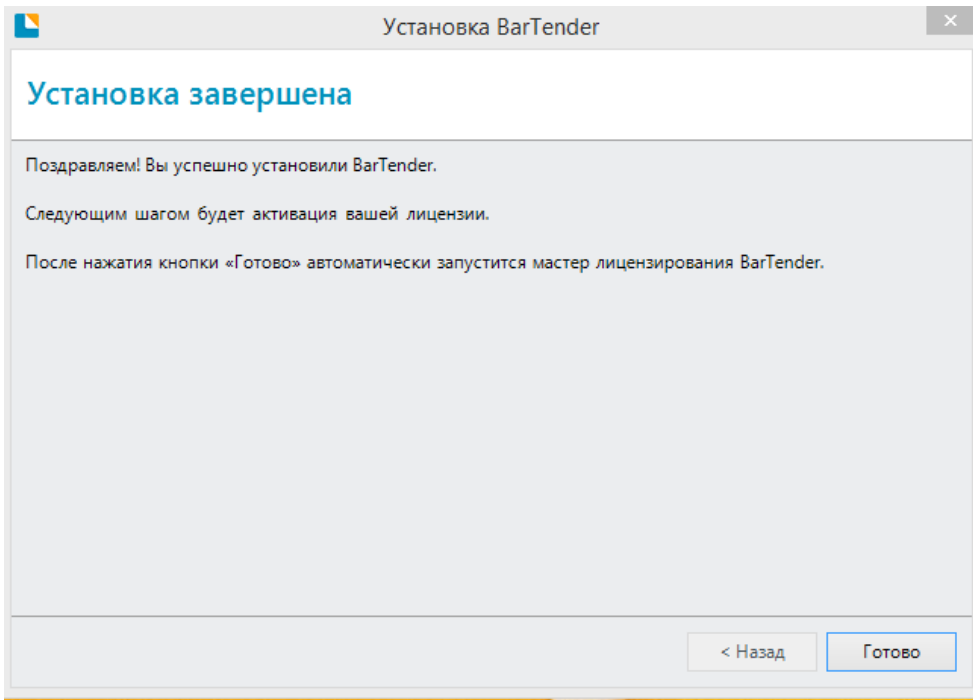 Установка BarTender
Установка завершена
Поздравляем! Вы успешно установили BarTender.
Следующим шагом будет активация вашей лицензии.
После нажатия кнопки «Готово» автоматически запустится мастер лицензирования BarTender.
< Назад
Готово